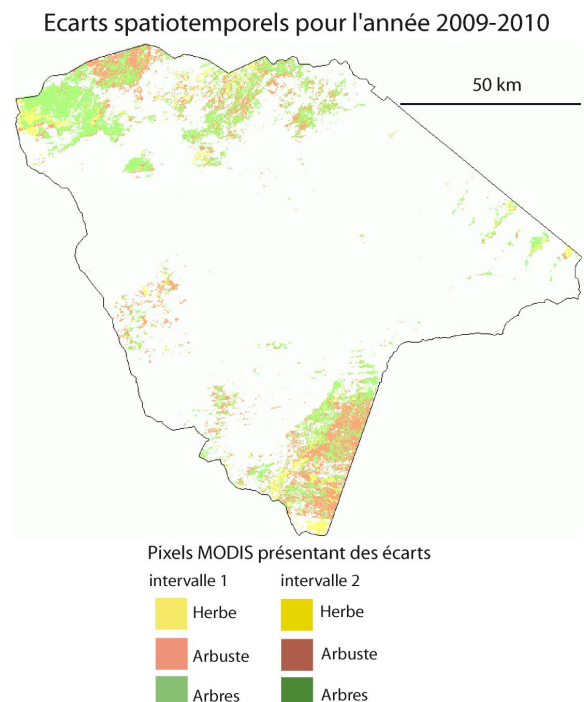 Ecarts spatiotemporels pour l'année 2009-2010
50 km
Pixels MODIS présentant des écarts
intervalle 1 intervalle 2
Herbe Herbe
Arbuste Arbuste
Arbres Arbres